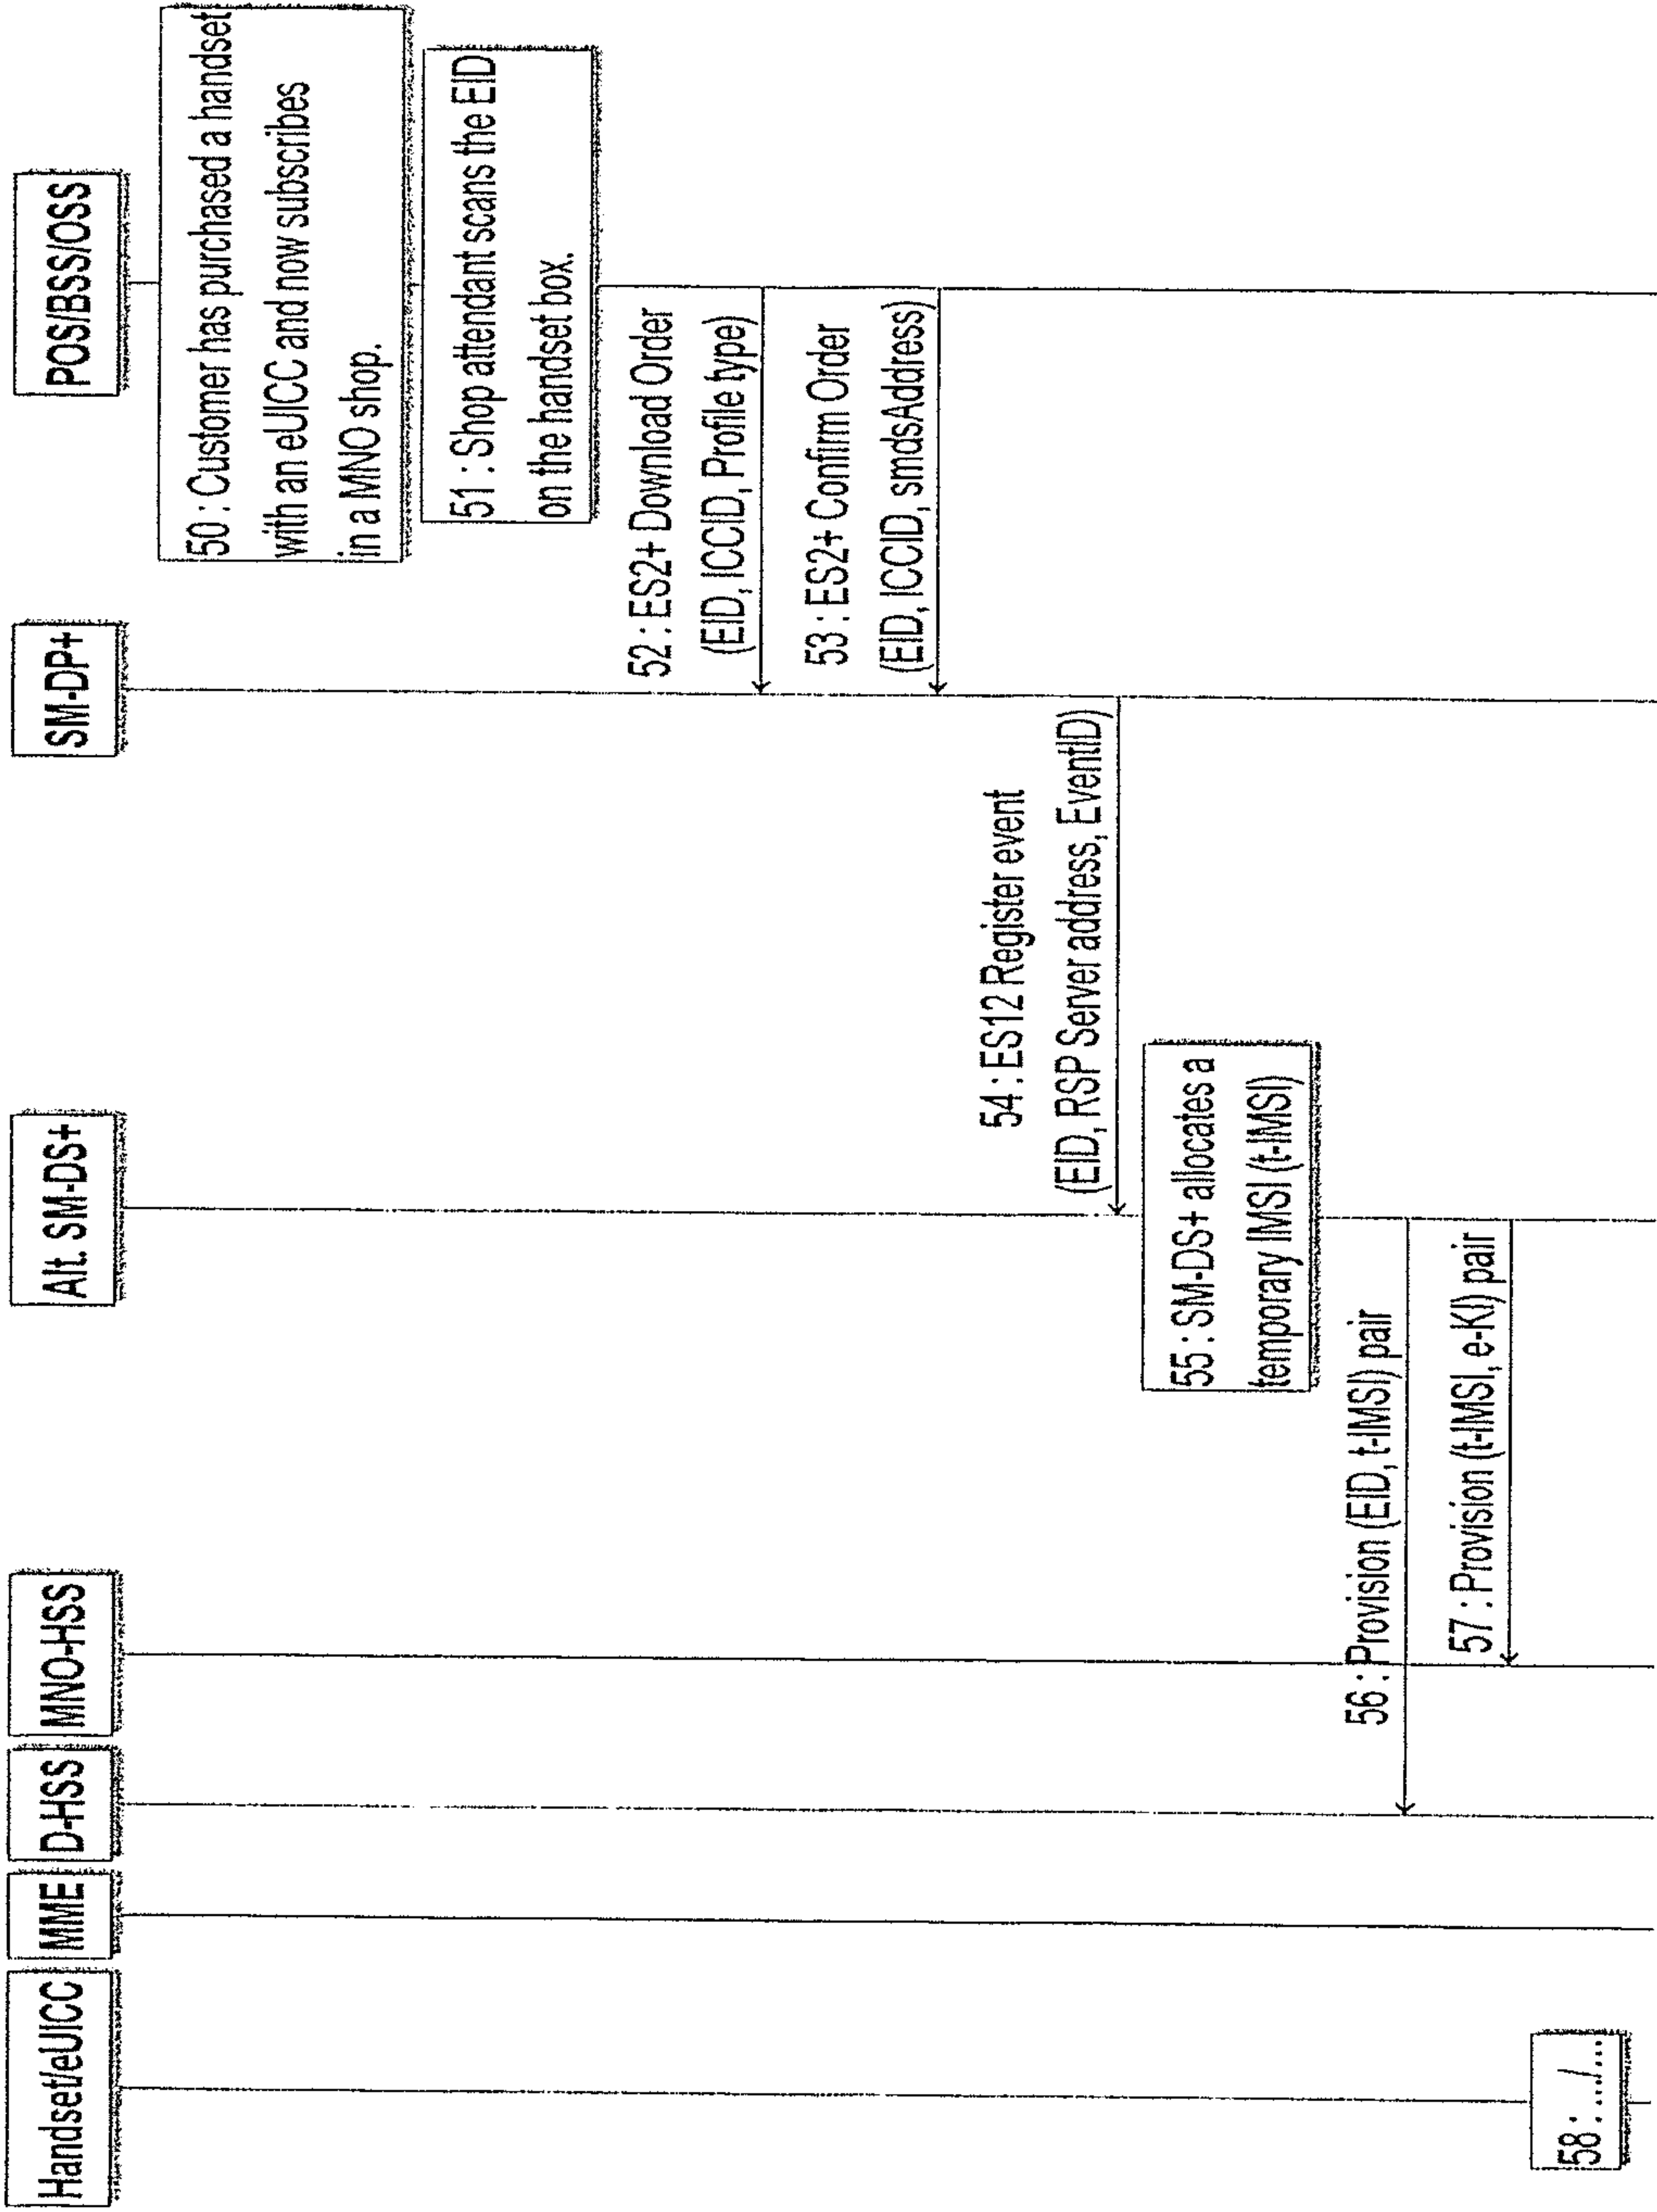 Handset/eUICC
MME
D-HSS
MNO-HSS
Alt. SM-DS+
SM-DP+
POS/BSS/OSS
50 : Customer has purchased a handset
with an eUICC and now subscribes
in a MNO shop.
51 : Shop attendant scans the EID
on the handset box.
52 : ES2+ Download Order
(EID, ICCID, Profile type)
53 : ES2+ Confirm Order
(EID, ICCID, smdsAddress)
54 : ES12 Register event
(EID, RSP Server address, EventID)
55 : SM-DS+ allocates a
temporary IMSI (t-IMSI)
56 : Provision (EID, t-IMSI) pair
57 : Provision (t-IMSI, e-KI) pair
58 : .../...